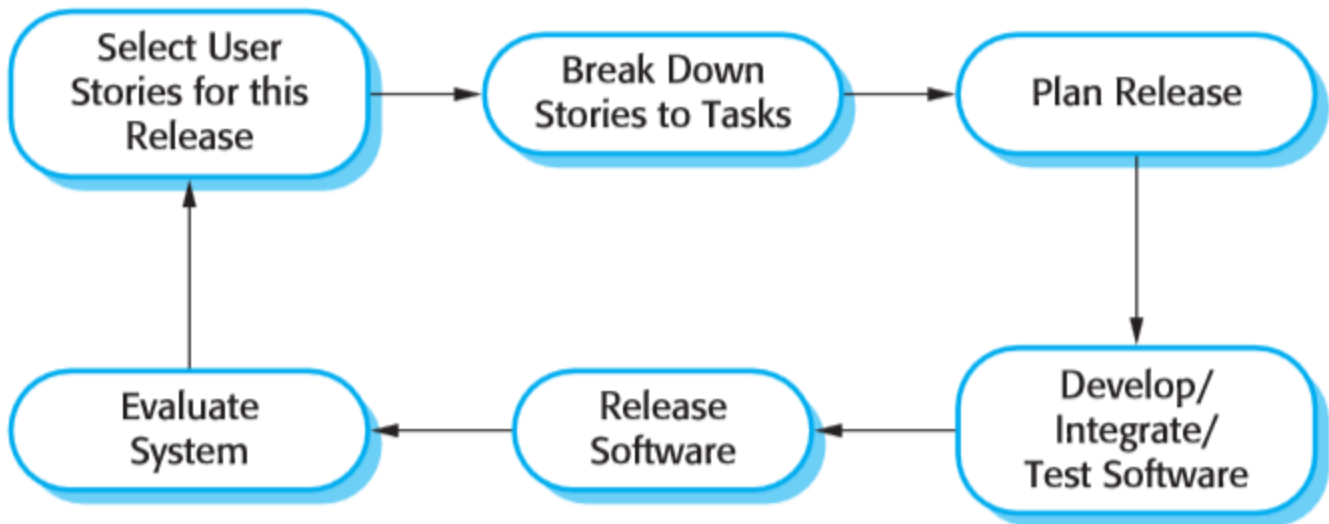 Select User
Stories for this
Release
Break Down
Stories to Tasks
Plan Release
Evaluate
System
Release
Software
Develop/
Integrate/
Test Software